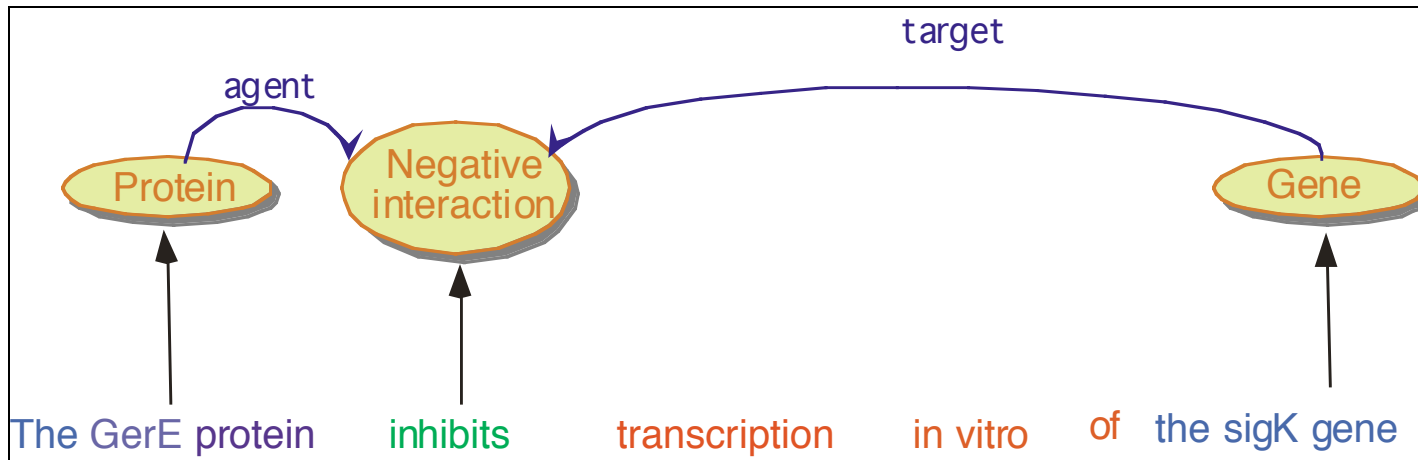 target
agent
Protein
Negative
interaction
Gene
The GerE protein inhibits transcription in vitro of the sigK gene